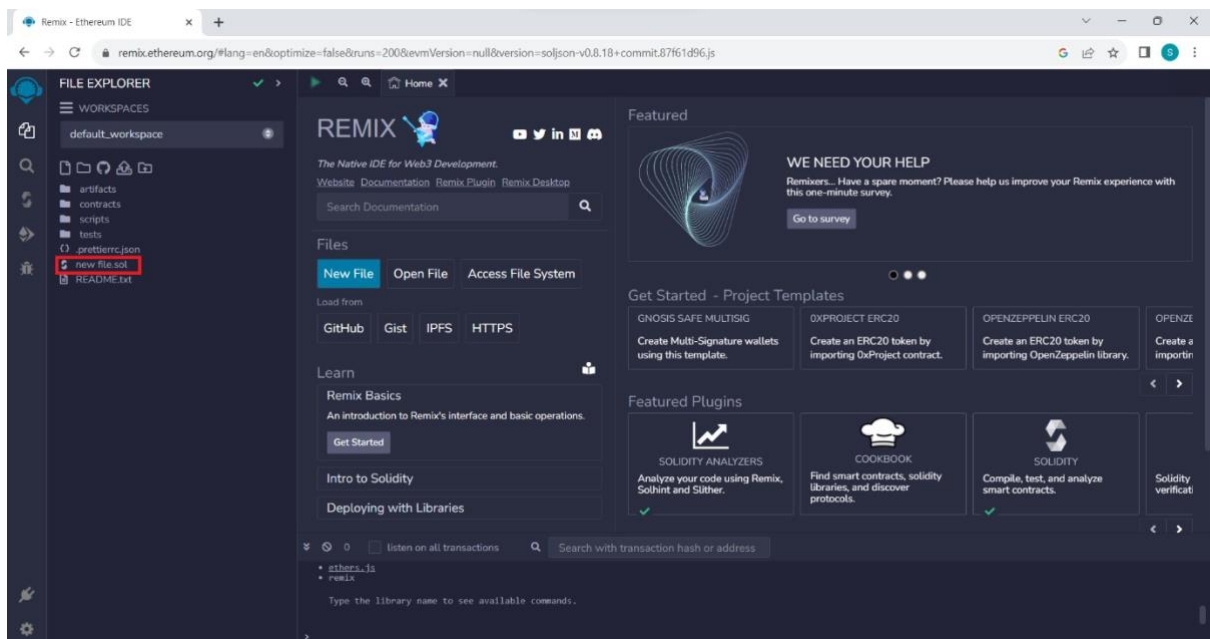 Remix - Ethereum IDE
remix.ethereum.org/#lang=en&optimize=false&runs=200&evmVersion=null&version=soljson-v0.8.18+commit.87f61d96.js
FILE EXPLORER
WORKSPACES
default_workspace
artifacts
contracts
scripts
tests
.prettierrc.json
new file.sol
README.txt
Home
REMIX
The Native IDE for Web3 Development.
Website Documentation Remix Plugin Remix Desktop
Search Documentation
Files
New File Open File Access File System
Load from
GitHub Gist IPFS HTTPS
Learn
Remix Basics
An introduction to Remix's interface and basic operations.
Get Started
Intro to Solidity
Deploying with Libraries
Featured
WE NEED YOUR HELP
Remixers... Have a spare moment? Please help us improve your Remix experience with
this one-minute survey.
Go to survey
Get Started - Project Templates
GNOSIS SAFE MULTISIG
Create Multi-Signature wallets
using this template.
0XPROJECT ERC20
Create an ERC20 token by
importing 0xProject contract.
OPENZEPPELIN ERC20
Create an ERC20 token by
importing OpenZeppelin library.
OPENZE
Create a
importin
Featured Plugins
SOLIDITY ANALYZERS
Analyze your code using Remix,
Solhint and Slither.
COOKBOOK
Find smart contracts, solidity
libraries, and discover
protocols.
SOLIDITY
Compile, test, and analyze
smart contracts.
Solidity
verificati
0 listen on all transactions Search with transaction hash or address
• ethers.js
• remix
Type the library name to see available commands.
>